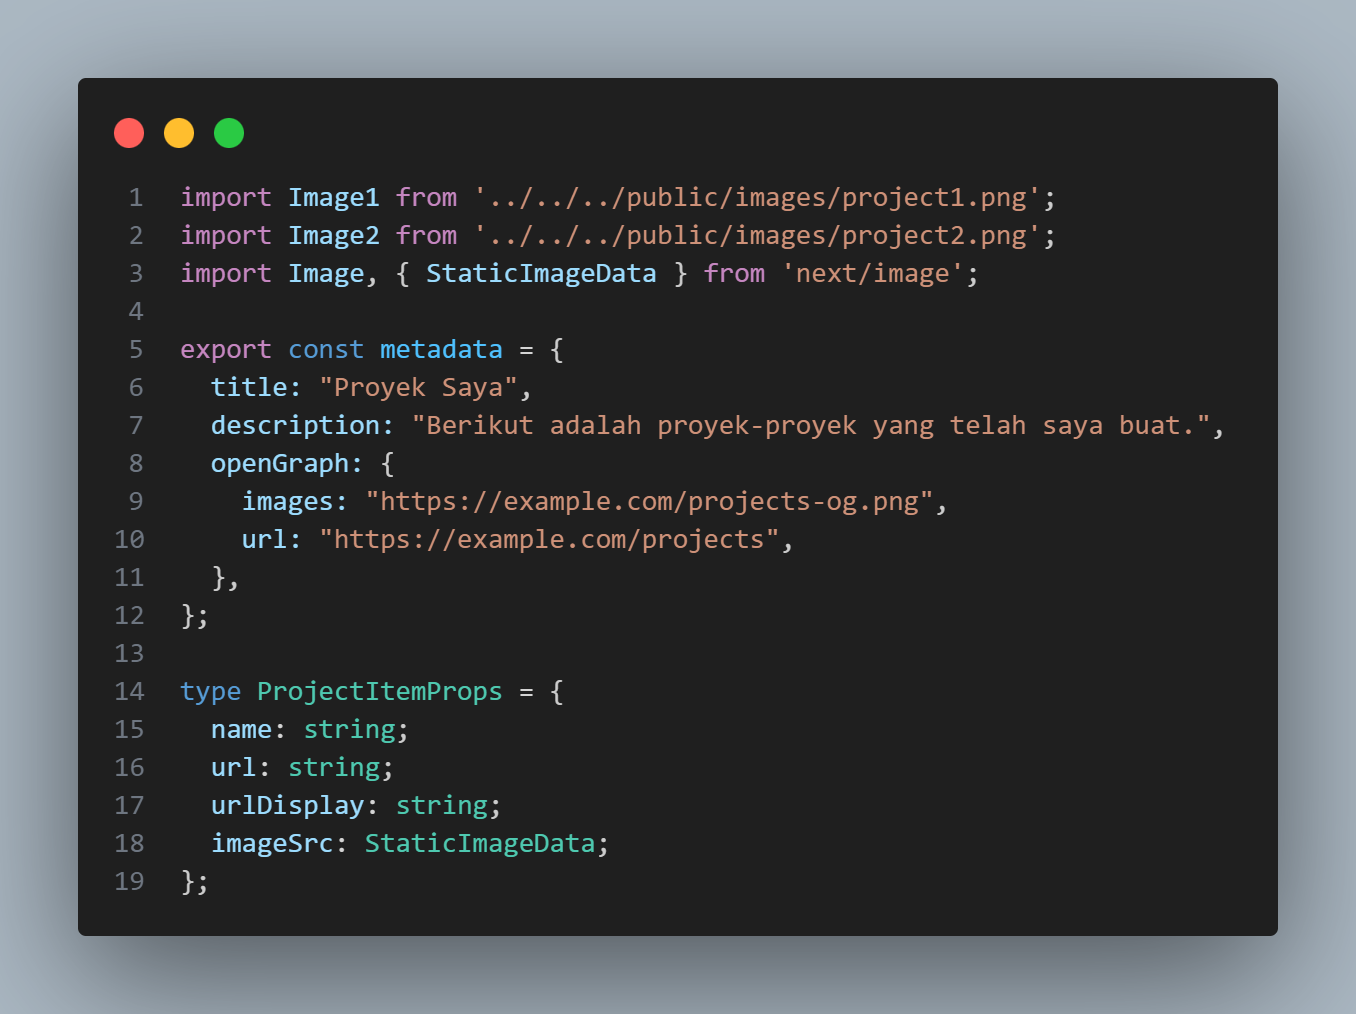 1 import Image1 from '../../../public/images/project1.png';
2 import Image2 from '../../../public/images/project2.png';
3 import Image, { StaticImageData } from 'next/image';
4
5 export const metadata = {
6   title: "Proyek Saya",
7   description: "Berikut adalah proyek-proyek yang telah saya buat.",
8   openGraph: {
9     images: "https://example.com/projects-og.png",
10     url: "https://example.com/projects",
11   },
12 };
13
14 type ProjectItemProps = {
15   name: string;
16   url: string;
17   urlDisplay: string;
18   imageSrc: StaticImageData;
19 };